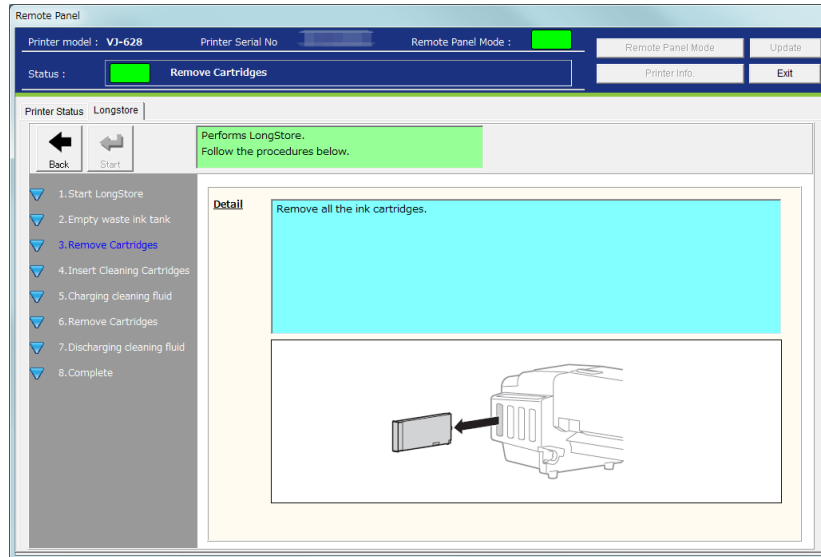 Remote Panel
Printer model : VJ-628 Printer Serial No Remote Panel Mode :
Remote Panel Mode Update
Status : Remove Cartridges
Printer Info. Exit
Printer Status Longstore
Back Start
Performs LongStore.
Follow the procedures below.
1.Start LongStore
2.Empty waste ink tank
3.Remove Cartridges
4.Insert Cleaning Cartridges
5.Charging cleaning fluid
6.Remove Cartridges
7.Discharging cleaning fluid
8.Complete
Detail
Remove all the ink cartridges.